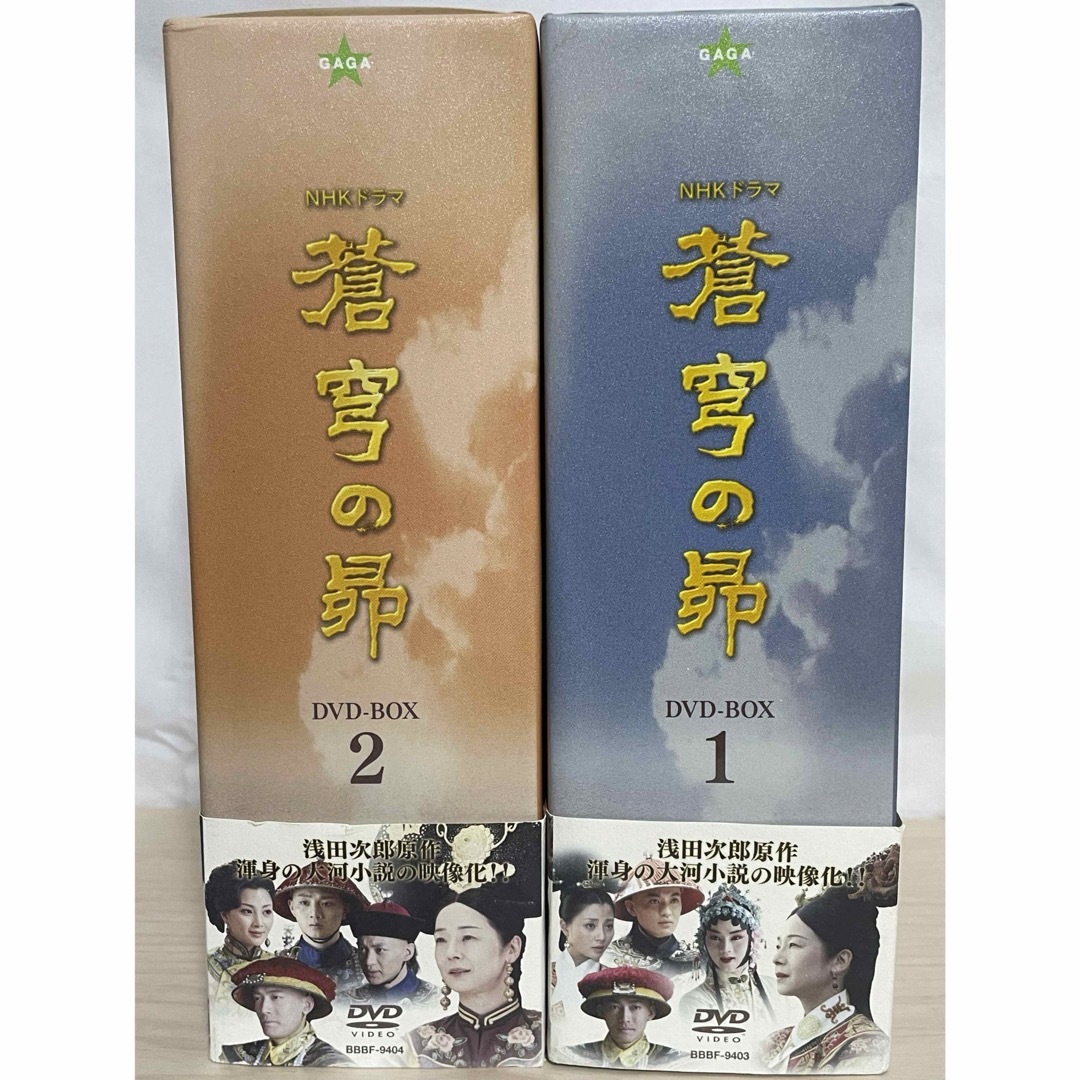 GAGA
NHKドラマ
蒼穹の昴
DVD-BOX
2
浅田次郎原作
渾身の大河小説の映像化!!
DVD
VIDEO
BBBF-9404
GAGA
NHKドラマ
蒼穹の昴
DVD-BOX
1
浅田次郎原作
渾身の大河小説の映像化!!
DVD
VIDEO
BBBF-9403